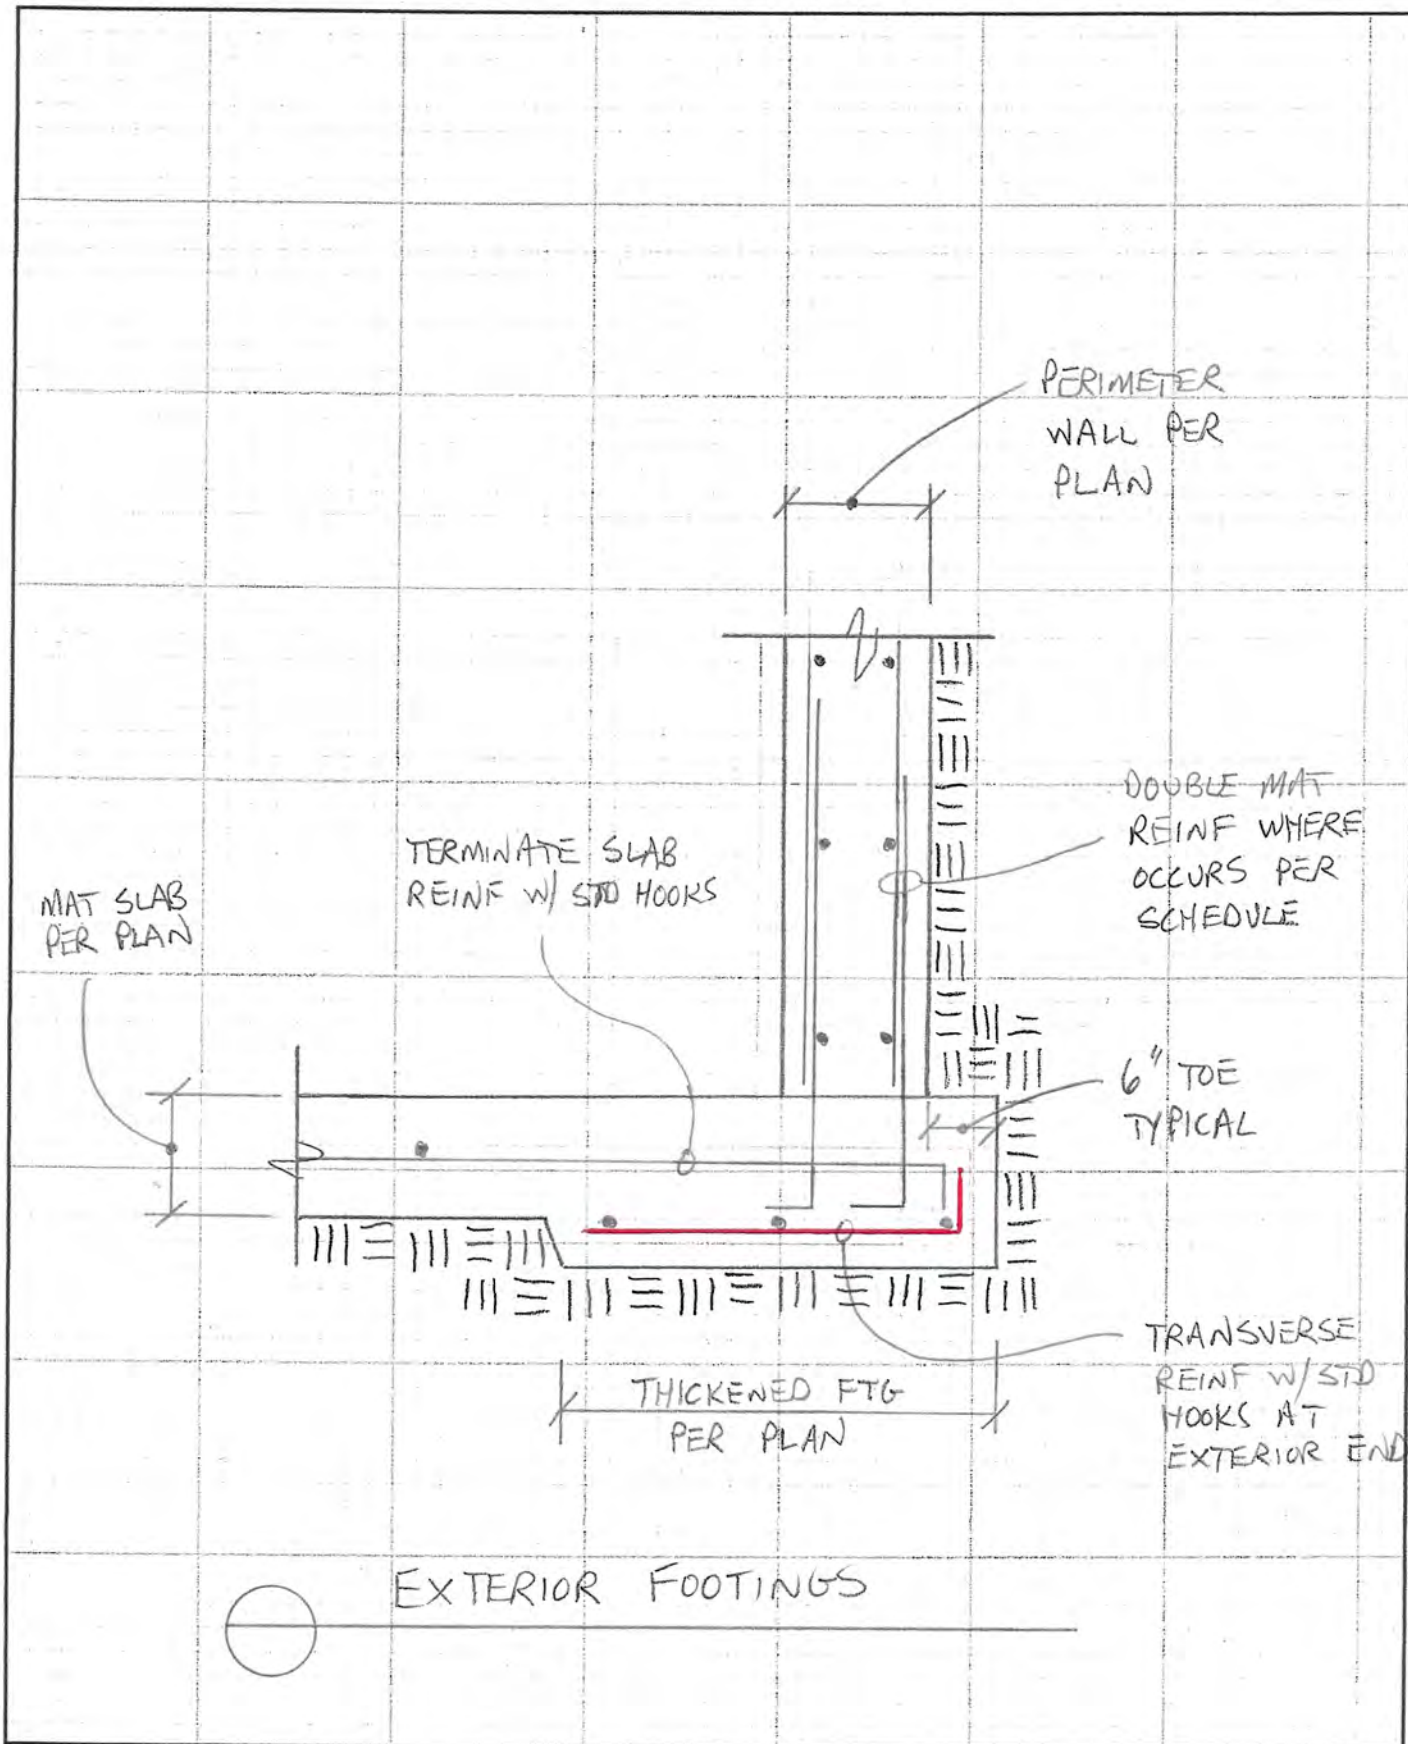 PERIMETER
WALL PER
PLAN
DOUBLE MAT
REINF WHERE
OCCURS PER
SCHEDULE
TERMINATE SLAB
REINF W/ STD HOOKS
MAT SLAB
PER PLAN
6" TOE
TYPICAL
TRANSVERSE
REINF W/ STD
HOOKS AT
EXTERIOR END
THICKENED FTG
PER PLAN
EXTERIOR FOOTINGS